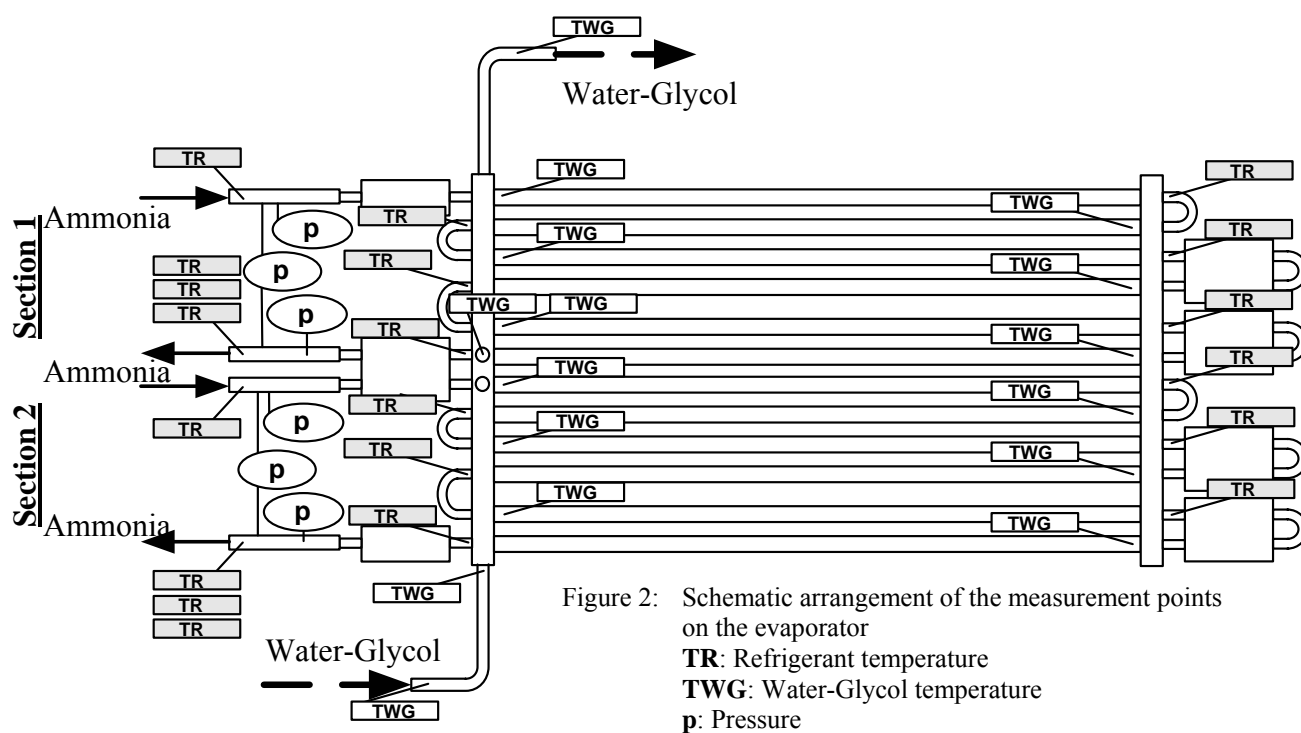 TWG
Water-Glycol
TR
TWG
TR
Ammonia
TR
TWG
p
TWG
TR
TR
p
TR
TWG
TR
TR
TWG
TWG
TR
p
TR
TWG
TR
Section 1
Ammonia
TWG
TR
TWG
TR
p
TWG
TR
TR
TWG
p
TR
Section 2
TWG
TR
p
TR
TWG
Ammonia
TR
TWG
TR
TR
TWG
Water-Glycol
TWG
Figure 2: Schematic arrangement of the measurement points
on the evaporator
TR: Refrigerant temperature
TWG: Water-Glycol temperature
p: Pressure